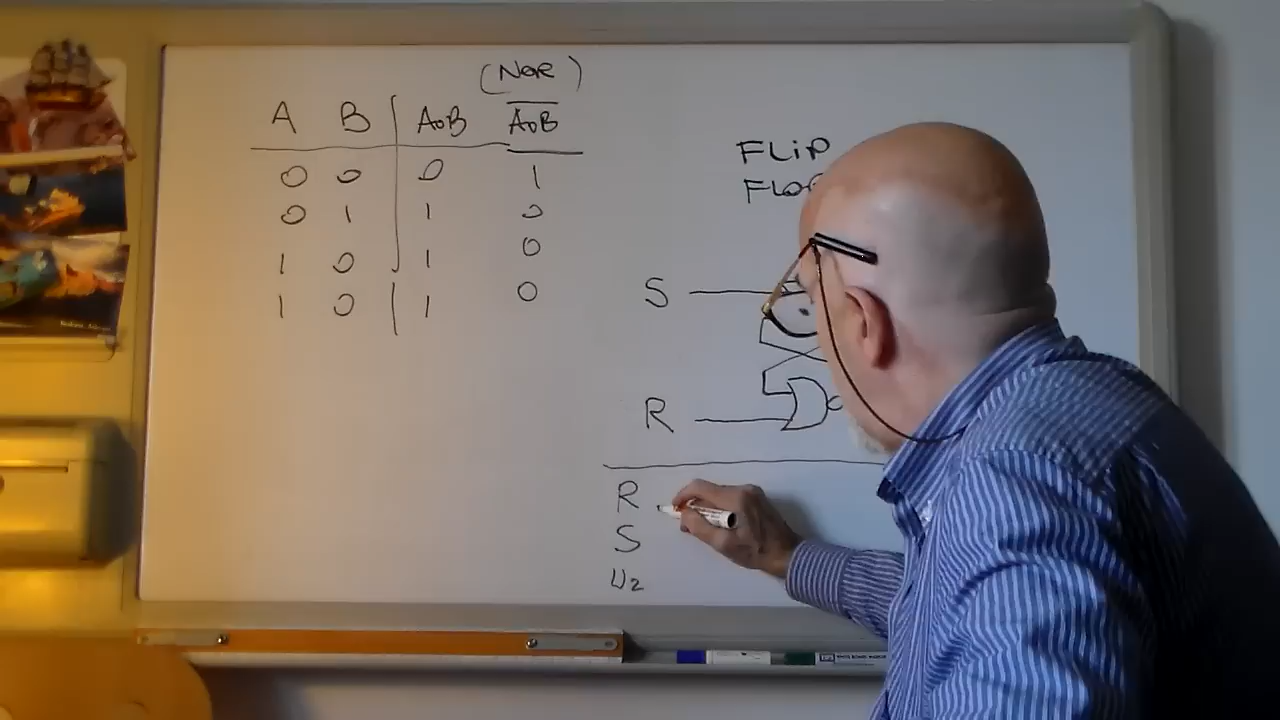 (NOR)
A B AOB AOB
0 0 0 1
0 1 1 0
1 0 1 0
1 0 1 0
FLIP
FLOP
S
R
R
S
U2